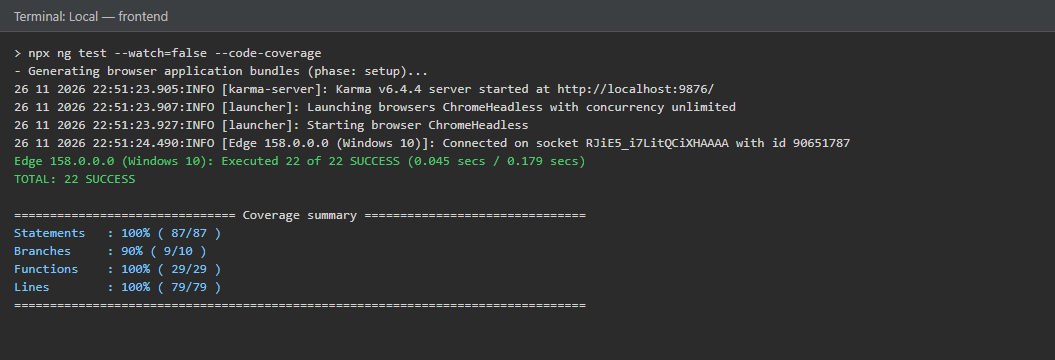 Terminal: Local — frontend
> npx ng test --watch=false --code-coverage
- Generating browser application bundles (phase: setup)...
26 11 2026 22:51:23.905:INFO [karma-server]: Karma v6.4.4 server started at http://localhost:9876/
26 11 2026 22:51:23.907:INFO [launcher]: Launching browsers ChromeHeadless with concurrency unlimited
26 11 2026 22:51:23.927:INFO [launcher]: Starting browser ChromeHeadless
26 11 2026 22:51:24.490:INFO [Edge 158.0.0.0 (Windows 10)]: Connected on socket RJiE5_i7LitQCiXHAAAA with id 90651787
Edge 158.0.0.0 (Windows 10): Executed 22 of 22 SUCCESS (0.045 secs / 0.179 secs)
TOTAL: 22 SUCCESS
=============================== Coverage summary ===============================
Statements   : 100% ( 87/87 )
Branches     : 90% ( 9/10 )
Functions    : 100% ( 29/29 )
Lines        : 100% ( 79/79 )
================================================================================